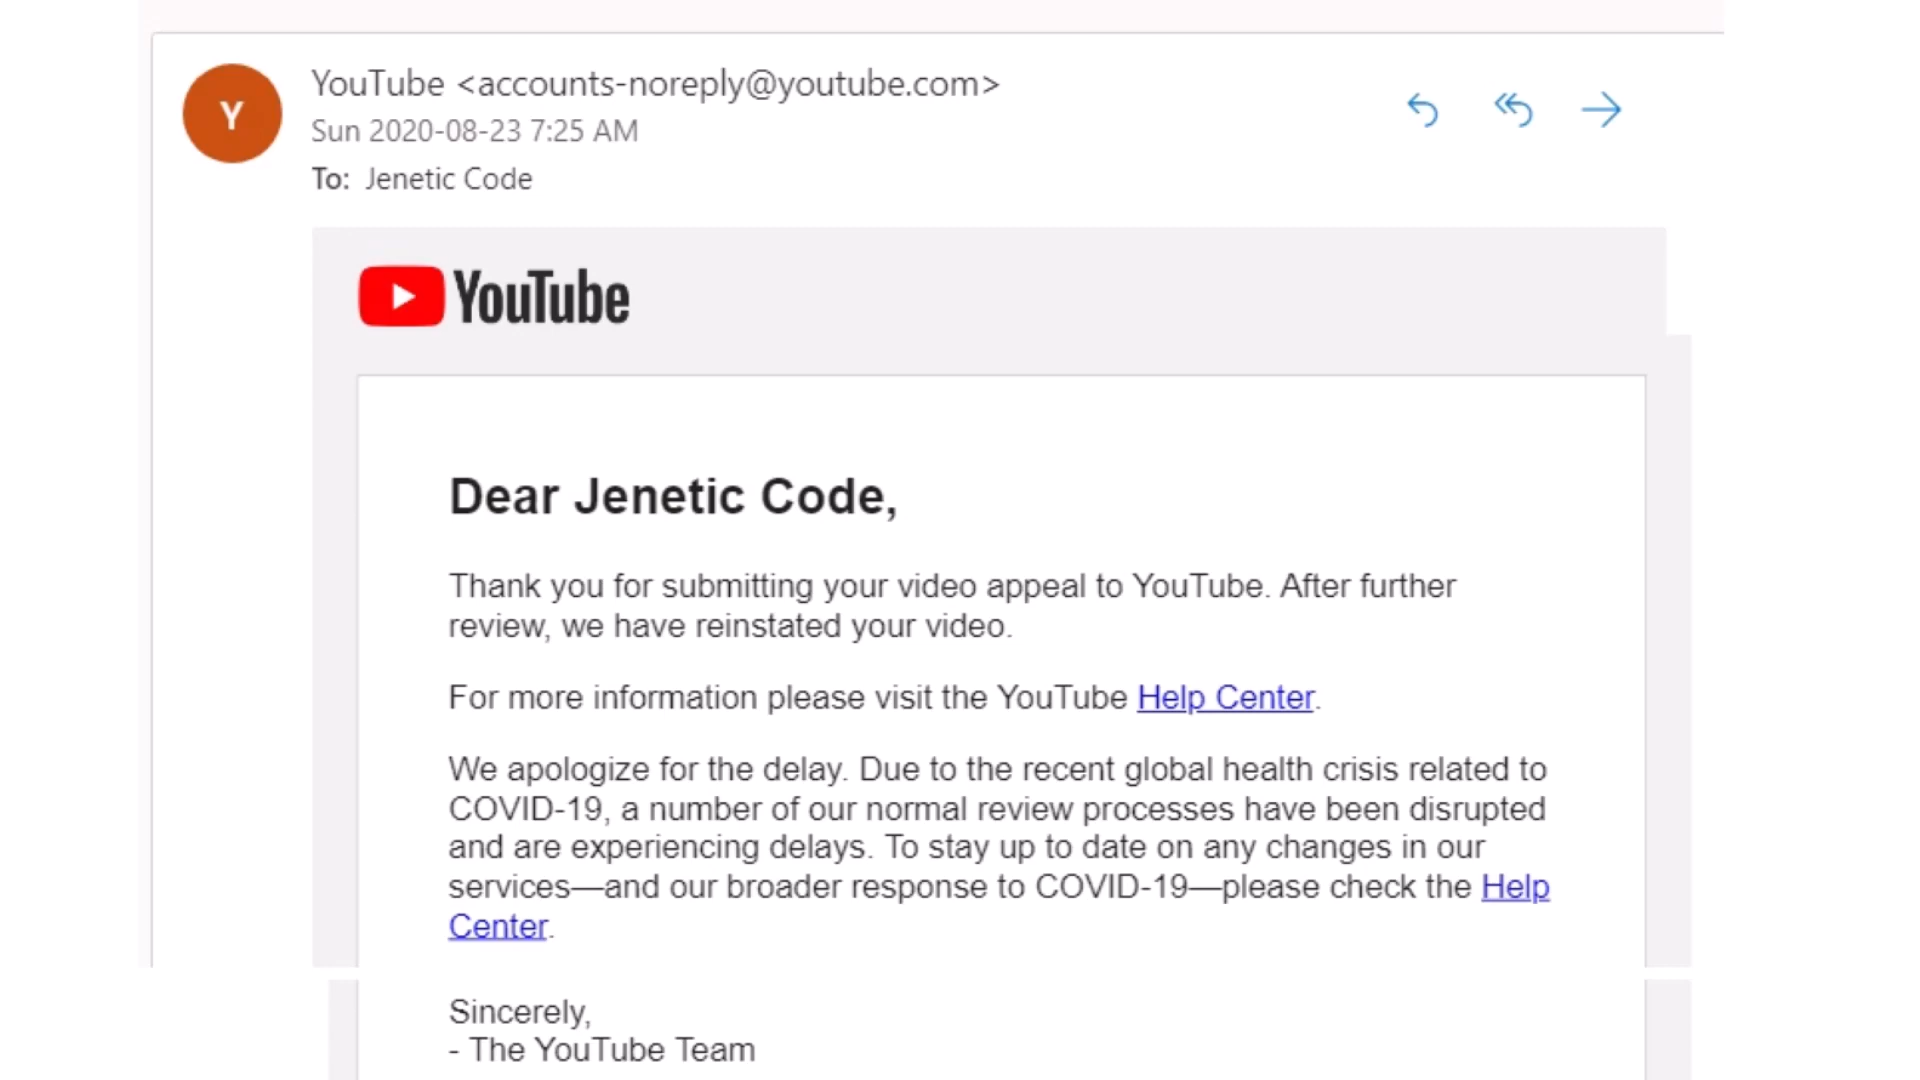 Y
YouTube <accounts-noreply@youtube.com>
Sun 2020-08-23 7:25 AM
To: Jenetic Code
YouTube
Dear Jenetic Code,
Thank you for submitting your video appeal to YouTube. After further
review, we have reinstated your video.
For more information please visit the YouTube Help Center.
We apologize for the delay. Due to the recent global health crisis related to
COVID-19, a number of our normal review processes have been disrupted
and are experiencing delays. To stay up to date on any changes in our
services—and our broader response to COVID-19—please check the Help
Center.
Sincerely,
- The YouTube Team